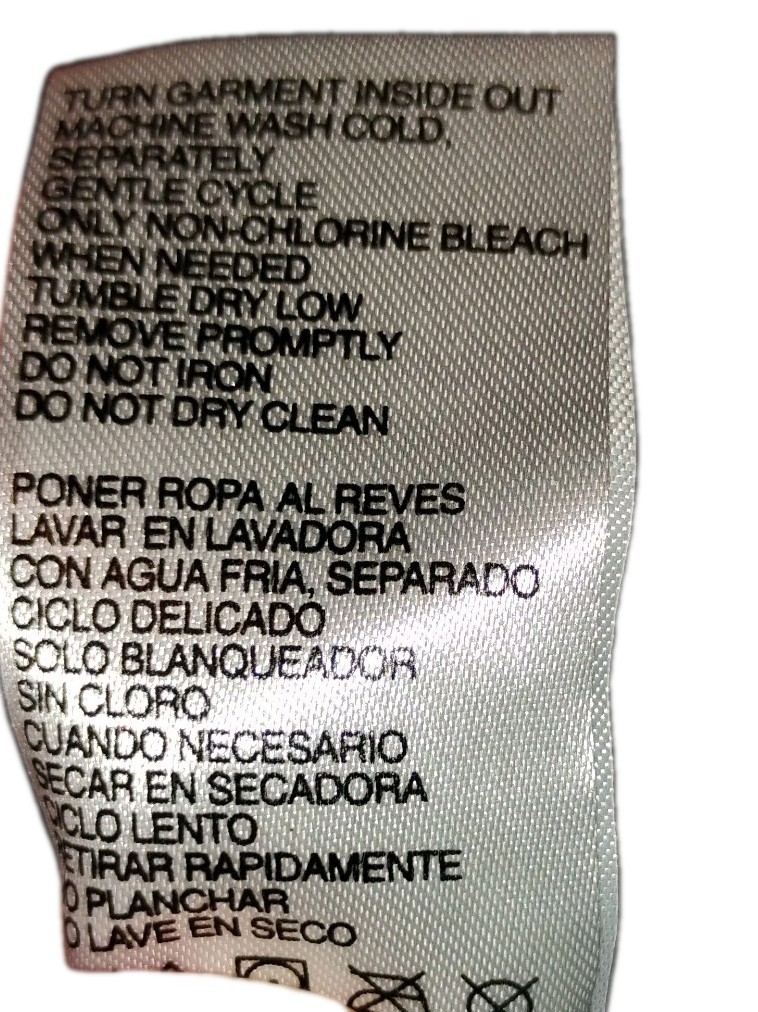 TURN GARMENT INSIDE OUT
MACHINE WASH COLD,
SEPARATELY
GENTLE CYCLE
ONLY NON-CHLORINE BLEACH
WHEN NEEDED
TUMBLE DRY LOW
REMOVE PROMPTLY
DO NOT IRON
DO NOT DRY CLEAN
PONER ROPA AL REVES
LAVAR EN LAVADORA
CON AGUA FRIA, SEPARADO
CICLO DELICADO
SOLO BLANQUEADOR
SIN CLORO
CUANDO NECESARIO
SECAR EN SECADORA
CICLO LENTO
ETIRAR RAPIDAMENTE
O PLANCHAR
O LAVE EN SECO